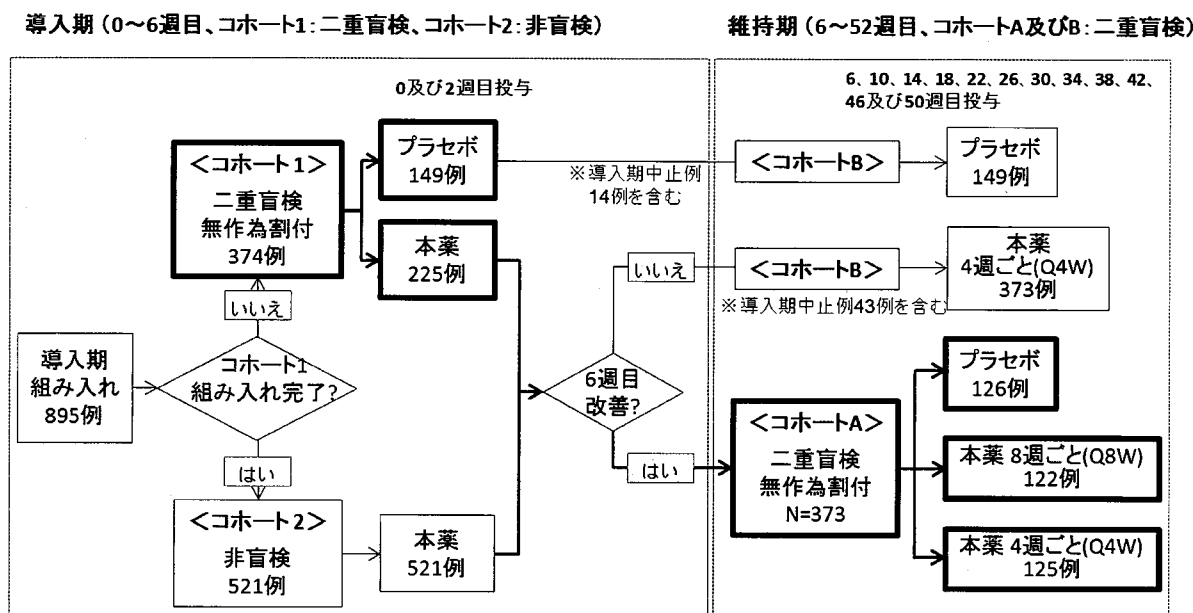 導入期(0~6週目、コホート1:二重盲検、コホート2:非盲検)
維持期(6~52週目、コホートA及びB:二重盲検)
0及び2週目投与
6、10、14、18、22、26、30、34、38、42、
46及び50週目投与
<コホート1>
二重盲検
無作為割付
374例
プラセボ
149例
※導入期中止例
14例を含む
<コホートB>
プラセボ
149例
本薬
225例
いいえ
<コホートB>
本薬
4週ごと(Q4W)
373例
※導入期中止例43例を含む
いいえ
導入期
組み入れ
895例
コホート1
組み入れ完了?
6週目
改善?
プラセボ
126例
はい
<コホートA>
二重盲検
無作為割付
N=373
本薬 8週ごと(Q8W)
122例
はい
<コホート2>
非盲検
521例
本薬
521例
本薬 4週ごと(Q4W)
125例